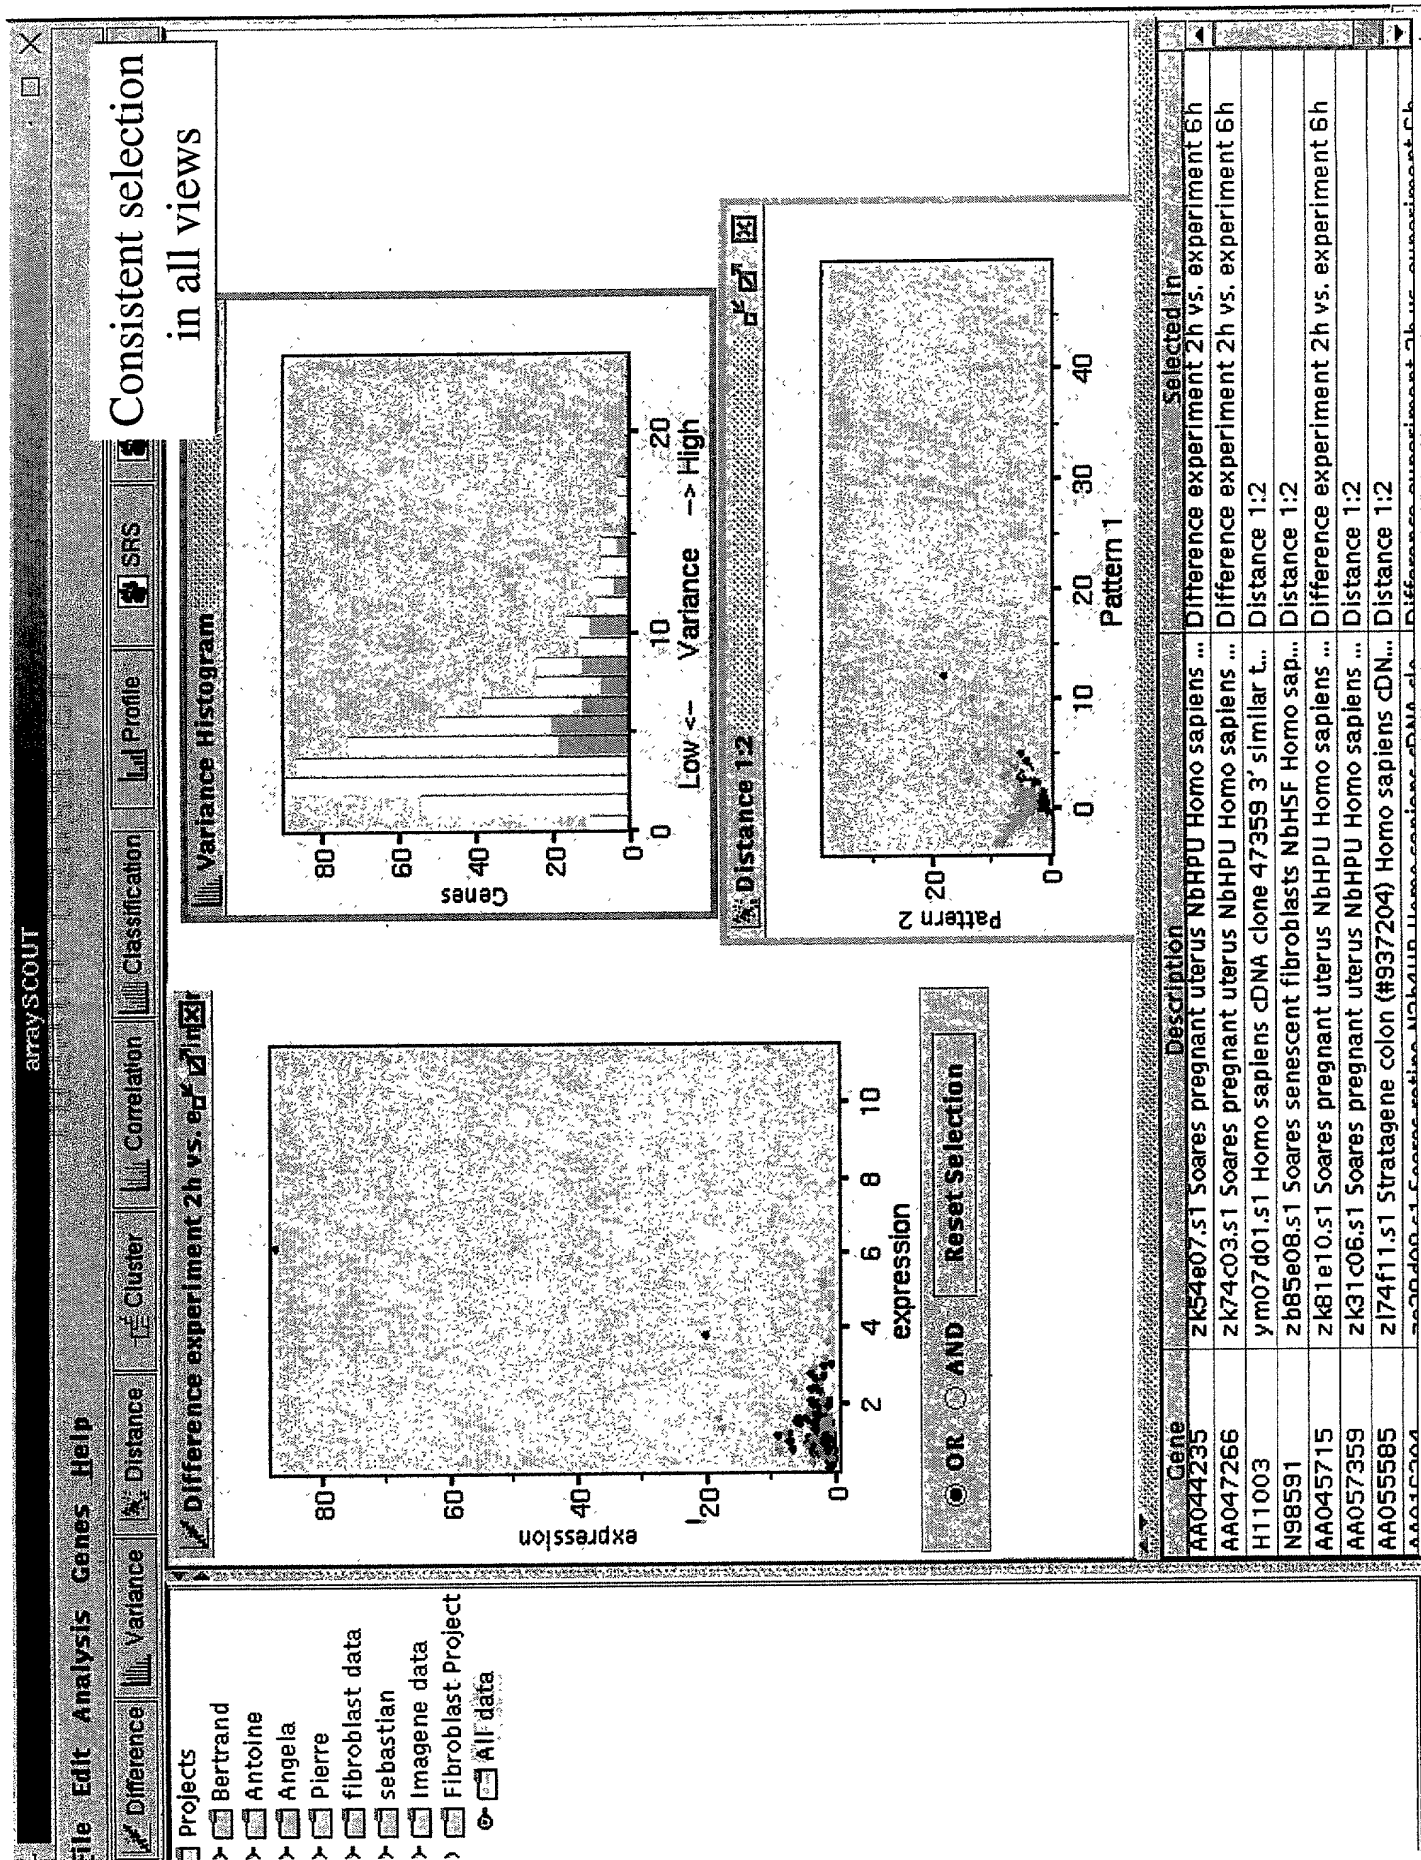 arraySCOUT
File Edit Analysis Genes Help
Consistent selection
in all views
Difference
Variance
Distance
Cluster
Correlation
Classification
Profile
SRS
Projects
Bertrand
Antoine
Angela
Pierre
fibroblast data
sebastian
Imagene data
Fibroblast Project
All data
Difference experiment 2h vs. e
expression
80
60
40
20
0
2
4
6
8
10
expression
OR
AND
Reset Selection
Variance Histogram
Genes
80
60
40
20
0
0
10
20
Low <-- Variance --> High
Distance 1:2
Pattern 2
20
0
0
10
20
30
40
Pattern 1
Gene Description Selected In
AA044235 zk54e07.s1 Soares pregnant uterus NbHPU Homo sapiens ... Difference experiment 2h vs. experiment 6h
AA047266 zk74c03.s1 Soares pregnant uterus NbHPU Homo sapiens ... Difference experiment 2h vs. experiment 6h
H11003 ym07d01.s1 Homo sapiens cDNA clone 47359 3' similar t... Distance 1:2
N98591 zb85e08.s1 Soares senescent fibroblasts NbHSF Homo sap... Distance 1:2
AA045715 zk81e10.s1 Soares pregnant uterus NbHPU Homo sapiens ... Difference experiment 2h vs. experiment 6h
AA057359 zk31c06.s1 Soares pregnant uterus NbHPU Homo sapiens ... Distance 1:2
AA055585 zl74f11.s1 Stratagene colon (#937204) Homo sapiens cDN... Distance 1:2